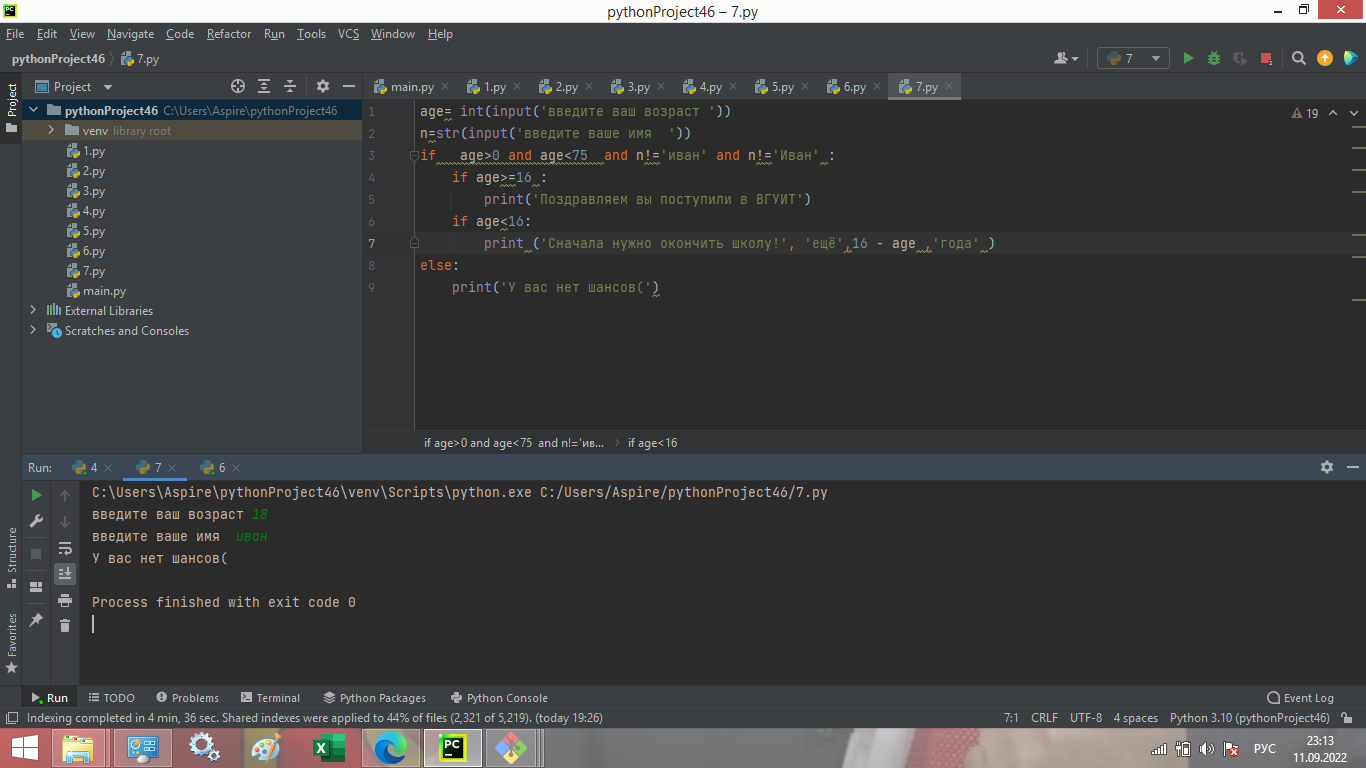 pythonProject46 – 7.py
File Edit View Navigate Code Refactor Run Tools VCS Window Help
pythonProject46 7.py
7
Project
main.py 1.py 2.py 3.py 4.py 5.py 6.py 7.py
Project
pythonProject46 C:\Users\Aspire\pythonProject46
venv library root
1.py
2.py
3.py
4.py
5.py
6.py
7.py
main.py
External Libraries
Scratches and Consoles
19
1 age= int(input('введите ваш возраст '))
2 n=str(input('введите ваше имя  '))
3 if   age>0 and age<75  and n!='иван' and n!='Иван' :
4     if age>=16 :
5         print('Поздравляем вы поступили в ВГУИТ')
6     if age<16:
7         print ('Сначала нужно окончить школу!', 'ещё',16 - age ,'года' )
8 else:
9     print('У вас нет шансов(')
if age>0 and age<75 and n!='ив... if age<16
Run: 4 7 6
C:\Users\Aspire\pythonProject46\venv\Scripts\python.exe C:/Users/Aspire/pythonProject46/7.py
введите ваш возраст 18
введите ваше имя  иван
У вас нет шансов(
Process finished with exit code 0
Structure
Favorites
Run TODO Problems Terminal Python Packages Python Console Event Log
Indexing completed in 4 min, 36 sec. Shared indexes were applied to 44% of files (2,321 of 5,219). (today 19:26) 7:1 CRLF UTF-8 4 spaces Python 3.10 (pythonProject46)
PC
РУС
23:13
11.09.2022